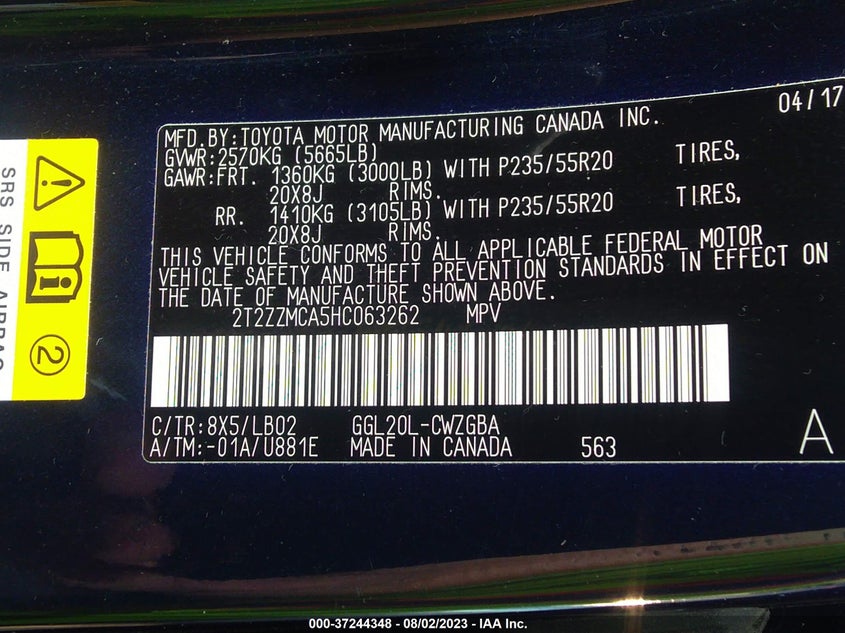 04/17
MFD.BY:TOYOTA MOTOR MANUFACTURING CANADA INC.
GVWR:2570KG (5665LB)
GAWR:FRT. 1360KG (3000LB) WITH P235/55R20 TIRES,
20X8J RIMS.
RR. 1410KG (3105LB) WITH P235/55R20 TIRES,
20X8J RIMS.
THIS VEHICLE CONFORMS TO ALL APPLICABLE FEDERAL MOTOR
VEHICLE SAFETY AND THEFT PREVENTION STANDARDS IN EFFECT ON
THE DATE OF MANUFACTURE SHOWN ABOVE.
2T2ZZMCA5HC063262 MPV
C/TR:8X5/LB02 GGL20L-CWZGBA
A/TM:-01A/U881E MADE IN CANADA 563 A
SRS SIDE AIRBAG
2
000-37244348 - 08/02/2023 - IAA Inc.